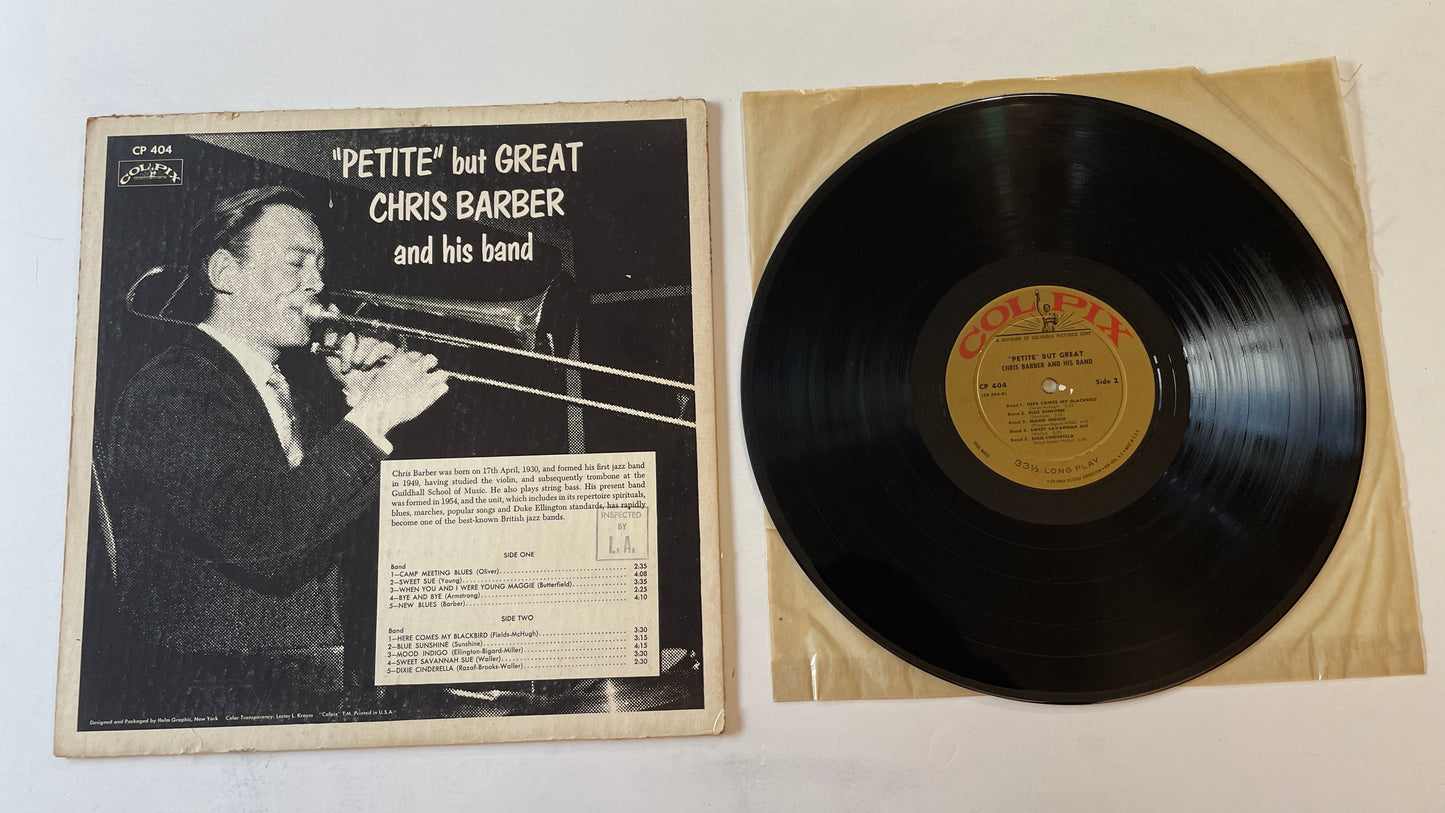 CP 404
COLPIX
"PETITE" but GREAT
CHRIS BARBER
and his band
Chris Barber was born on 17th April, 1930, and formed his first jazz band
in 1949, having studied the violin, and subsequently trombone at the
Guildhall School of Music. He also plays string bass. His present band
was formed in 1954, and the unit, which includes in its repertoire spirituals,
blues, marches, popular songs and Duke Ellington standards, has rapidly
become one of the best-known British jazz bands.
INSPECTED
BY
L. A.
SIDE ONE
Band
1—CAMP MEETING BLUES (Oliver) 2:35
2—SWEET SUE (Young) 4:08
3—WHEN YOU AND I WERE YOUNG MAGGIE (Butterfield) 3:35
4—BYE AND BYE (Armstrong) 2:25
5—NEW BLUES (Barber) 4:10
SIDE TWO
Band
1—HERE COMES MY BLACKBIRD (Fields-McHugh) 3:30
2—BLUE SUNSHINE (Sunshine) 3:15
3—MOOD INDIGO (Ellington-Bigard-Miller) 4:15
4—SWEET SAVANNAH SUE (Waller) 3:30
5—DIXIE CINDERELLA (Razaf-Brooks-Waller) 2:30
Designed and Packaged by Helm Graphic, New York Color Transparency: Lester L. Krauss "Colpix" T.M. Printed in U.S.A.
COLPIX
A DIVISION OF COLUMBIA PICTURES CORP.
"PETITE" BUT GREAT
CHRIS BARBER AND HIS BAND
CP 404 Side 2
Band 1. HERE COMES MY BLACKBIRD
Band 2. BLUE SUNSHINE
Band 3. MOOD INDIGO
(Ellington-Bigard-Miller) 4:15
Band 4. SWEET SAVANNAH SUE
Band 5. DIXIE CINDERELLA
33⅓ LONG PLAY